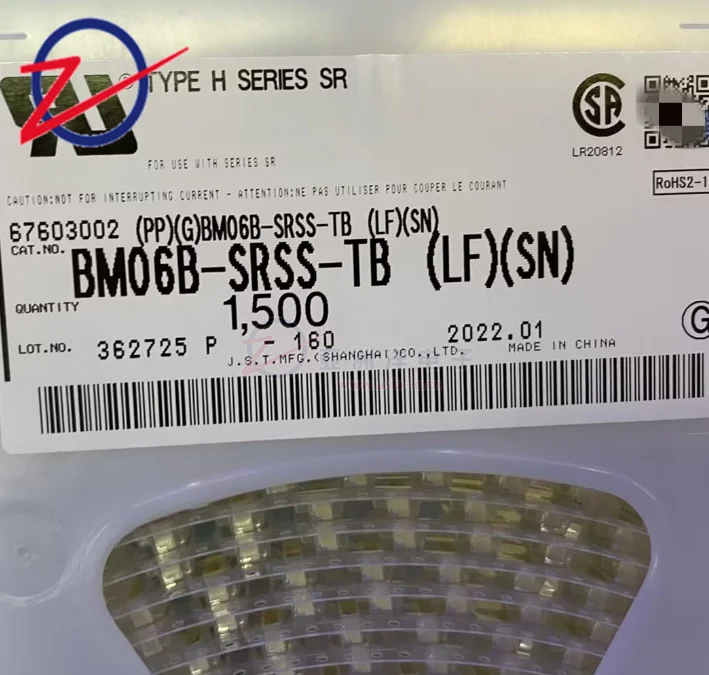 TYPE H SERIES SR
LR20812
FOR USE WITH SERIES SR
RoHS2-1
CAUTION:NOT FOR INTERRUPTING CURRENT - ATTENTION:NE PAS UTILISER POUR COUPER LE COURANT
67603002 (PP)(G)BM06B-SRSS-TB (LF)(SN)
CAT.NO. BM06B-SRSS-TB (LF)(SN)
QUANTITY 1,500
G
LOT.NO. 362725 P - 160 2022.01
J.S.T.MFG.(SHANGHAI)CO.,LTD. MADE IN CHINA